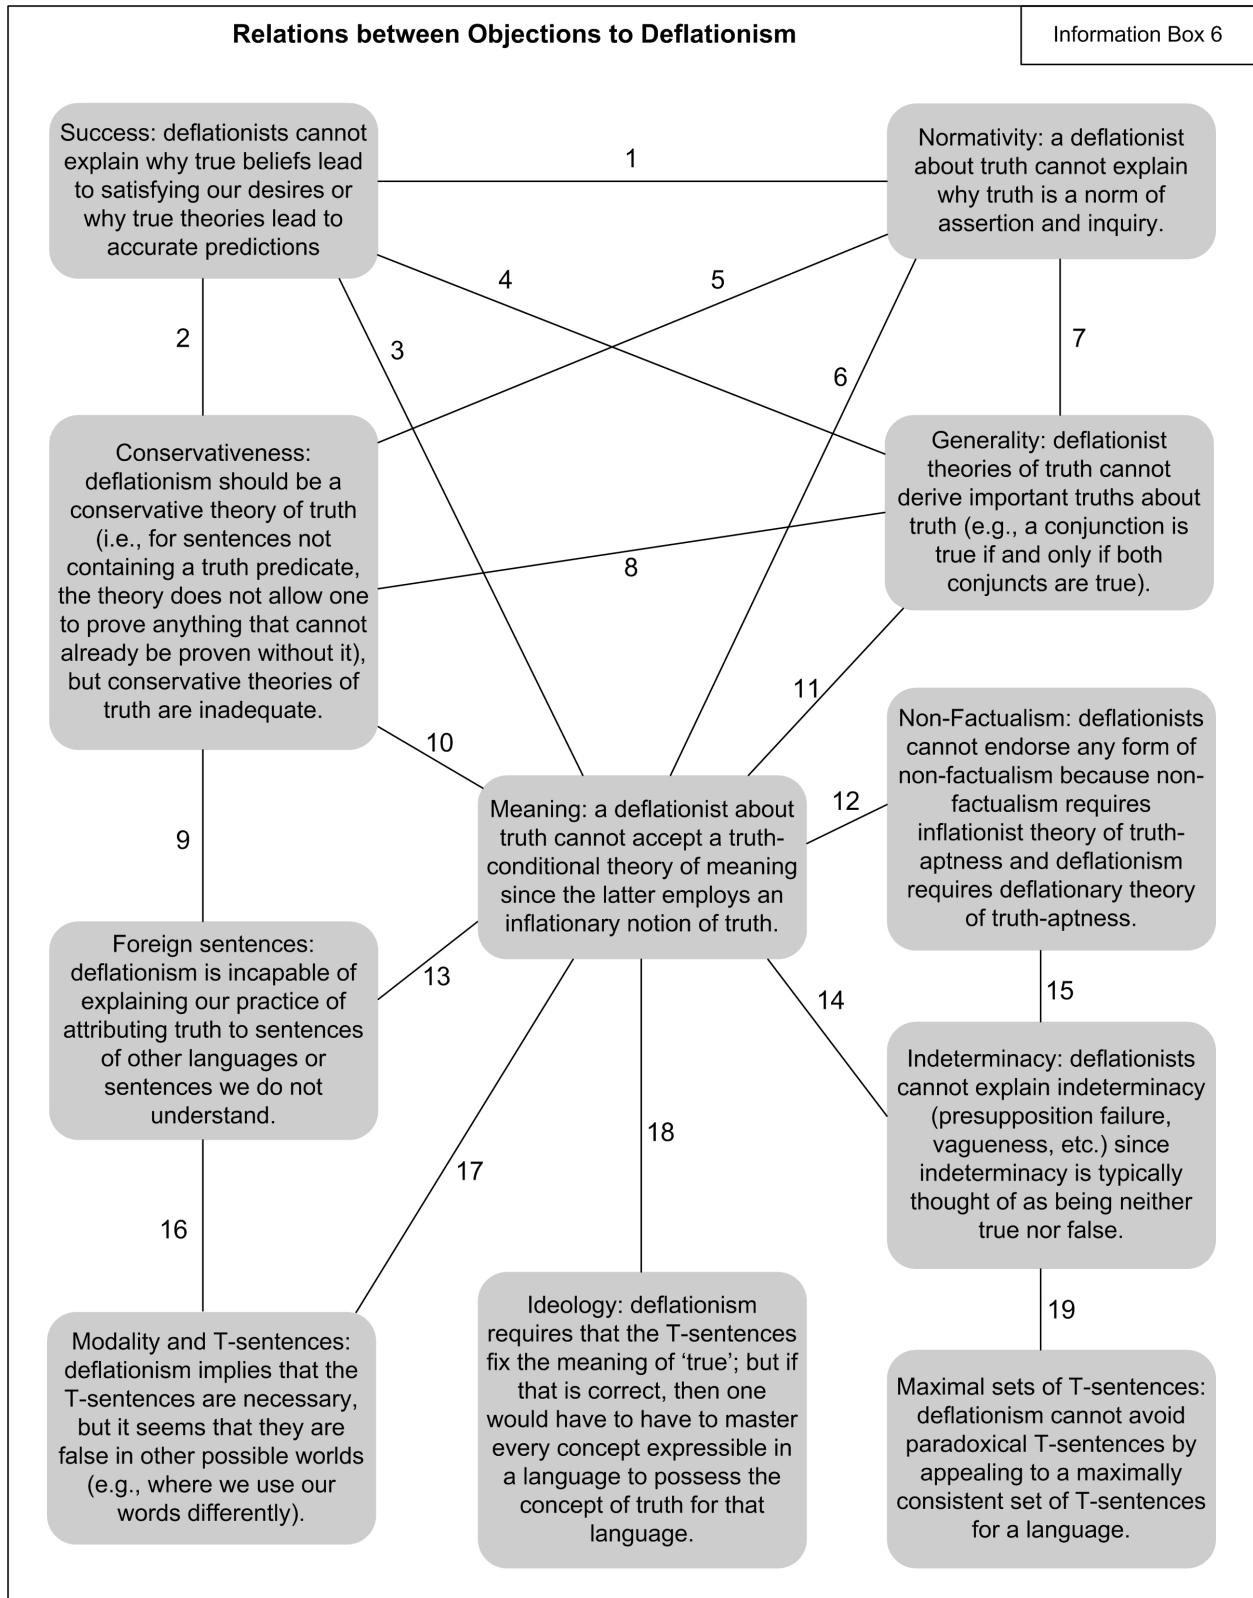 Relations between Objections to Deflationism
Information Box 6
Success: deflationists cannot
explain why true beliefs lead
to satisfying our desires or
why true theories lead to
accurate predictions
1
Normativity: a deflationist
about truth cannot explain
why truth is a norm of
assertion and inquiry.
2
3
4
5
6
7
Conservativeness:
deflationism should be a
conservative theory of truth
(i.e., for sentences not
containing a truth predicate,
the theory does not allow one
to prove anything that cannot
already be proven without it),
but conservative theories of
truth are inadequate.
8
Generality: deflationist
theories of truth cannot
derive important truths about
truth (e.g., a conjunction is
true if and only if both
conjuncts are true).
9
10
11
Meaning: a deflationist about
truth cannot accept a truth-
conditional theory of meaning
since the latter employs an
inflationary notion of truth.
12
Non-Factualism: deflationists
cannot endorse any form of
non-factualism because non-
factualism requires
inflationist theory of truth-
aptness and deflationism
requires deflationary theory
of truth-aptness.
Foreign sentences:
deflationism is incapable of
explaining our practice of
attributing truth to sentences
of other languages or
sentences we do not
understand.
13
14
15
Indeterminacy: deflationists
cannot explain indeterminacy
(presupposition failure,
vagueness, etc.) since
indeterminacy is typically
thought of as being neither
true nor false.
16
17
18
19
Modality and T-sentences:
deflationism implies that the
T-sentences are necessary,
but it seems that they are
false in other possible worlds
(e.g., where we use our
words differently).
Ideology: deflationism
requires that the T-sentences
fix the meaning of ‘true’; but if
that is correct, then one
would have to have to master
every concept expressible in
a language to possess the
concept of truth for that
language.
Maximal sets of T-sentences:
deflationism cannot avoid
paradoxical T-sentences by
appealing to a maximally
consistent set of T-sentences
for a language.